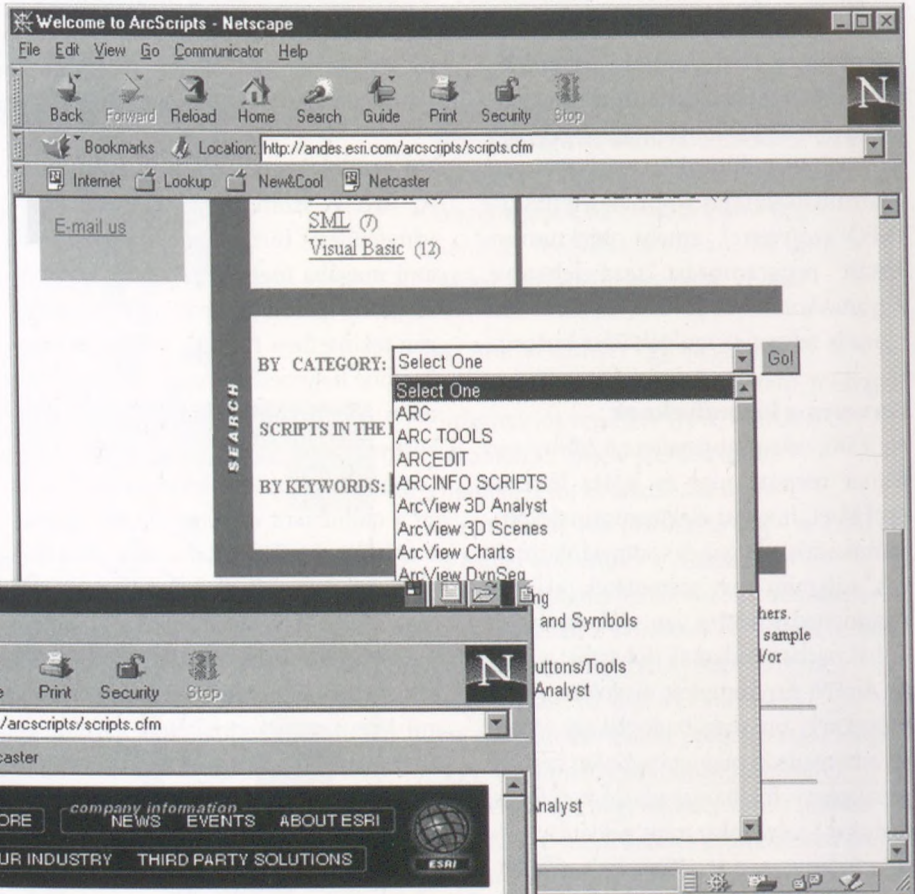 Welcome to ArcScripts - Netscape
File Edit View Go Communicator Help
Back Forward Reload Home Search Guide Print Security Stop
N
Bookmarks Location: http://andes.esri.com/arcscripts/scripts.cfm
Internet Lookup New&Cool Netcaster
E-mail us
SML (7)
Visual Basic (12)
SEARCH
BY CATEGORY: Select One Go!
Select One
ARC
SCRIPTS IN THE
ARC TOOLS
ARCEDIT
BY KEYWORDS: ARCINFO SCRIPTS
ArcView 3D Analyst
ArcView 3D Scenes
ArcView Charts
ArcView DynSeg
ng
and Symbols
hers.
sample
/or
uttons/Tools
Analyst
nalyst
e Print Security Stop
N
/arcscripts/scripts.cfm
caster
company information
ORE NEWS EVENTS ABOUT ESRI
UR INDUSTRY THIRD PARTY SOLUTIONS
ESRI